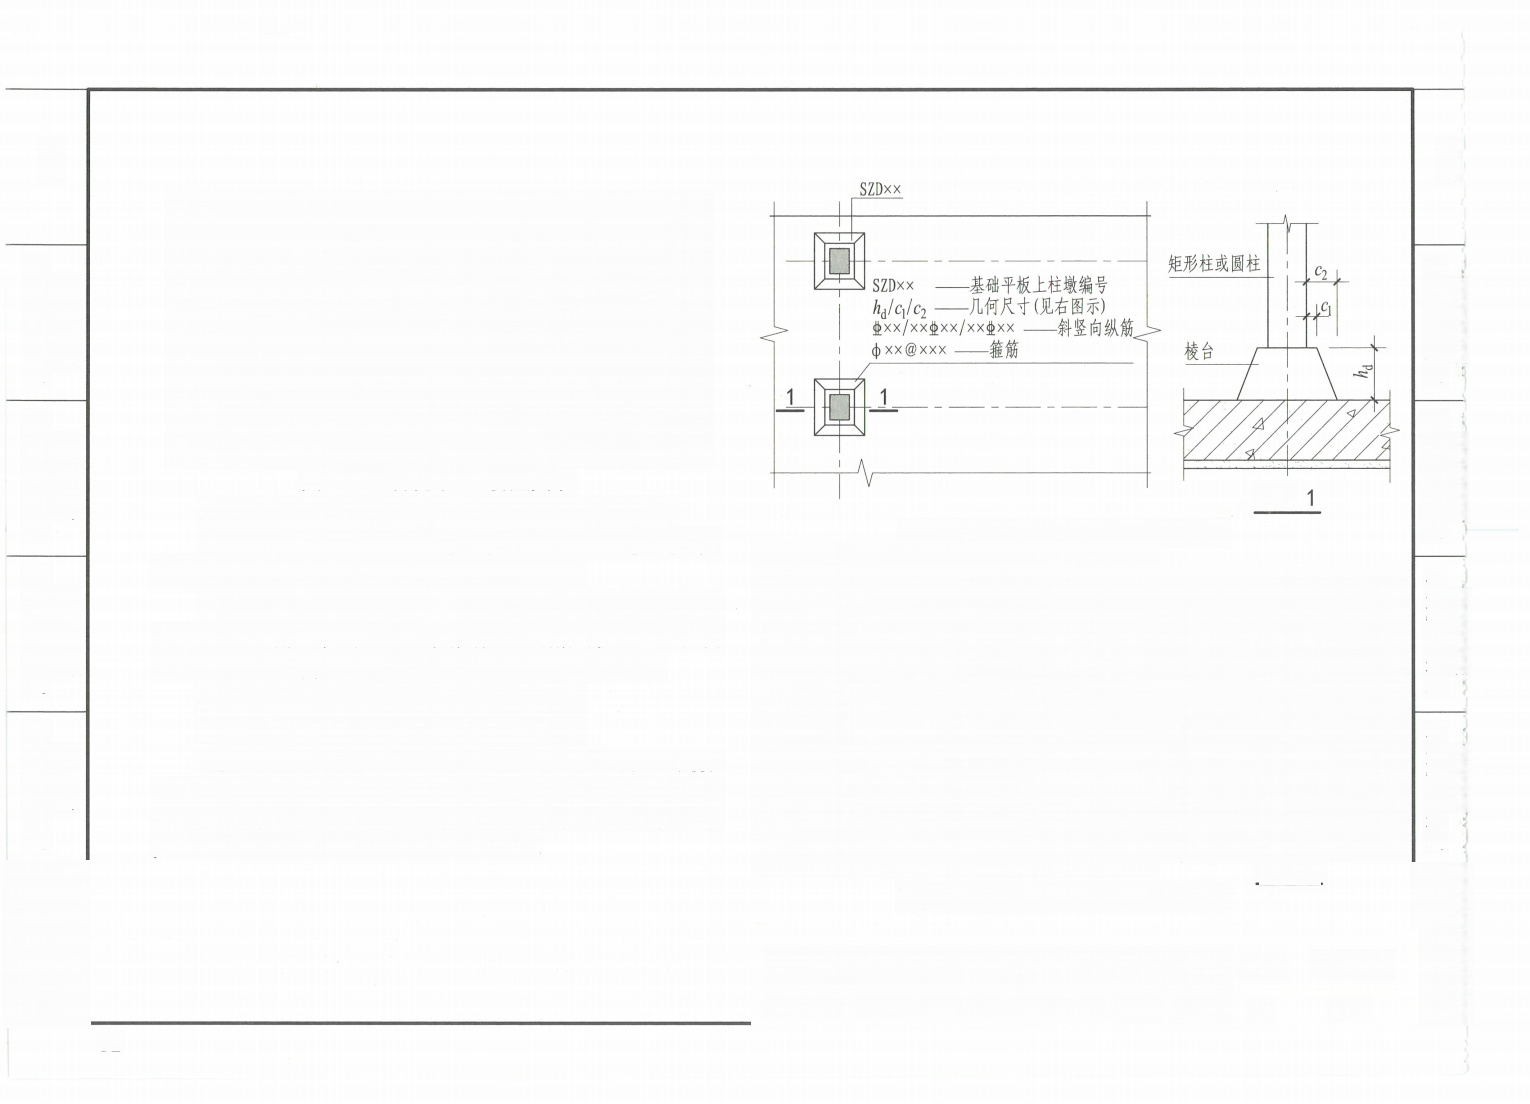 SZD××
SZD×× ——基础平板上柱墩编号
hd/c1/c2 ——几何尺寸(见右图示)
⏀××/××⏀××/××⏀×× ——斜竖向纵筋
ϕ××@××× ——箍筋
1 1
矩形柱或圆柱
c2
c1
棱台
hd
1